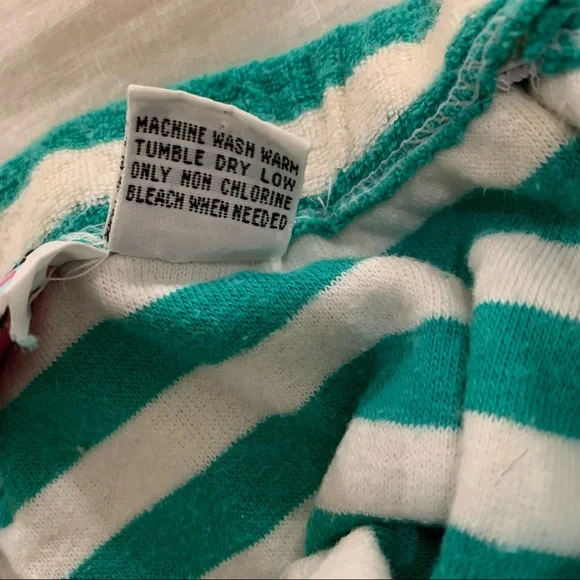 MACHINE WASH WARM
TUMBLE DRY LOW
ONLY NON CHLORINE
BLEACH WHEN NEEDED